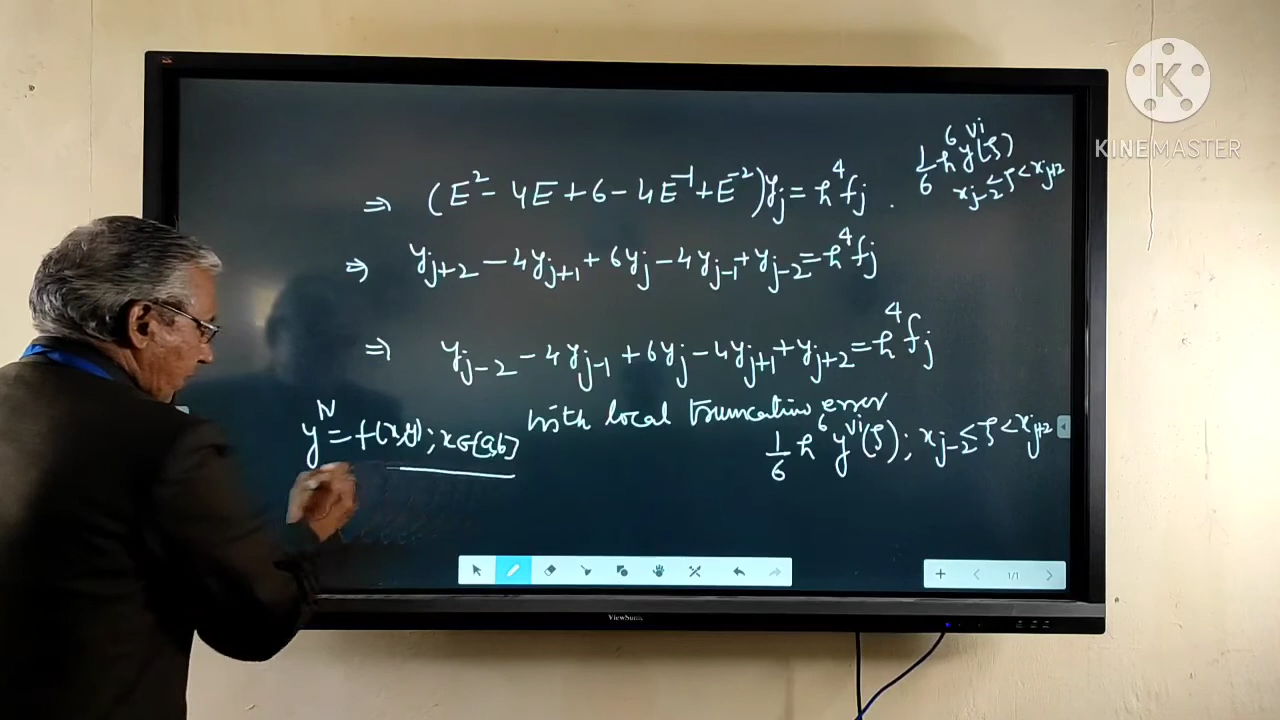 ⇒ (E² - 4E + 6 - 4E⁻¹ + E⁻²)y_j = h⁴f_j .
1/6 h⁶ y^vi(ζ)
x_{j-2} < ζ < x_{j+2}
KINEMASTER
⇒ y_{j+2} - 4y_{j+1} + 6y_j - 4y_{j-1} + y_{j-2} = h⁴f_j
⇒ y_{j-2} - 4y_{j-1} + 6y_j - 4y_{j+1} + y_{j+2} = h⁴f_j
with local truncation error
y^iv = f(x,y); x∈[a,b]
1/6 h⁶ y^vi(ζ); x_{j-2} < ζ < x_{j+2}
1/1
ViewSonic